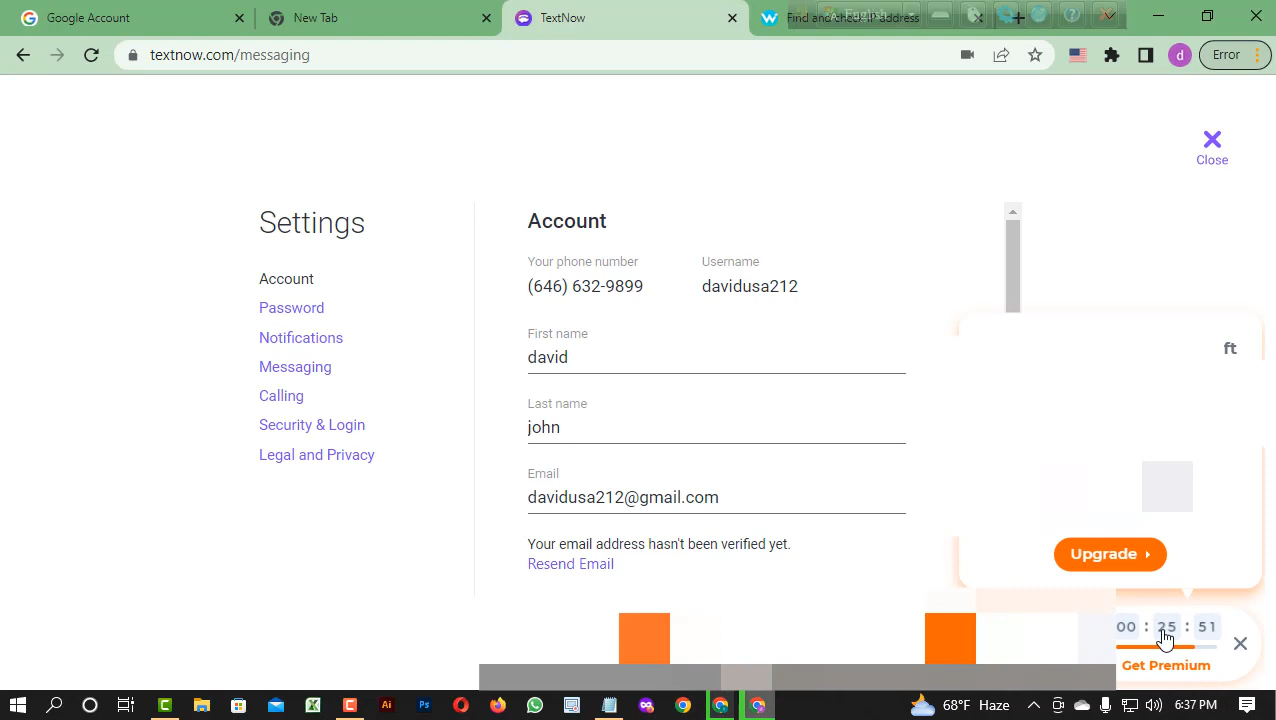 Google Account
New Tab
TextNow
Find and check IP address
English
textnow.com/messaging
d
Error
Close
Settings
Account
Password
Notifications
Messaging
Calling
Security & Login
Legal and Privacy
Account
Your phone number
Username
(646) 632-9899
davidusa212
First name
david
Last name
john
Email
davidusa212@gmail.com
Your email address hasn't been verified yet.
Resend Email
ft
Upgrade
00 : 25 : 51
Get Premium
68°F Haze
6:37 PM